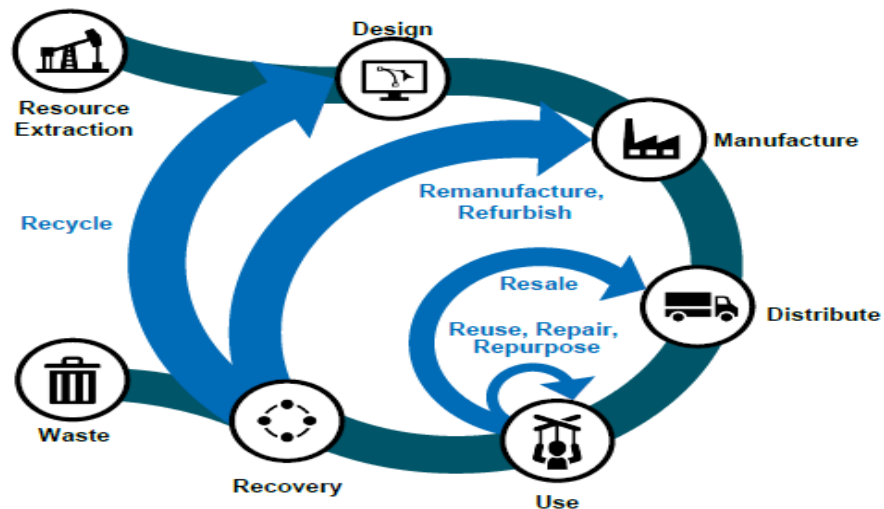 Design
Resource
Extraction
Manufacture
Remanufacture,
Refurbish
Recycle
Resale
Distribute
Reuse, Repair,
Repurpose
Waste
Recovery
Use